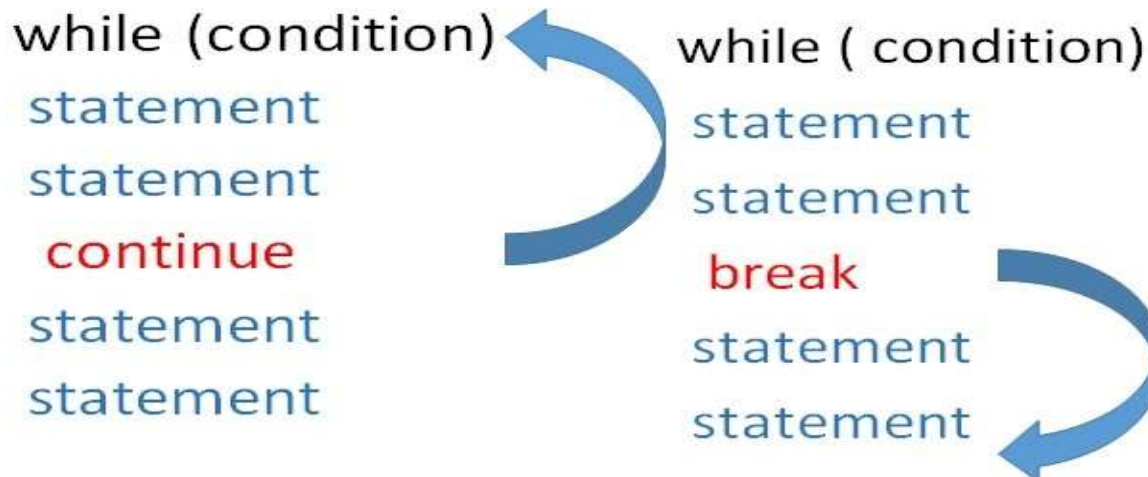 while (condition)
statement
statement
continue
statement
statement
while ( condition)
statement
statement
break
statement
statement